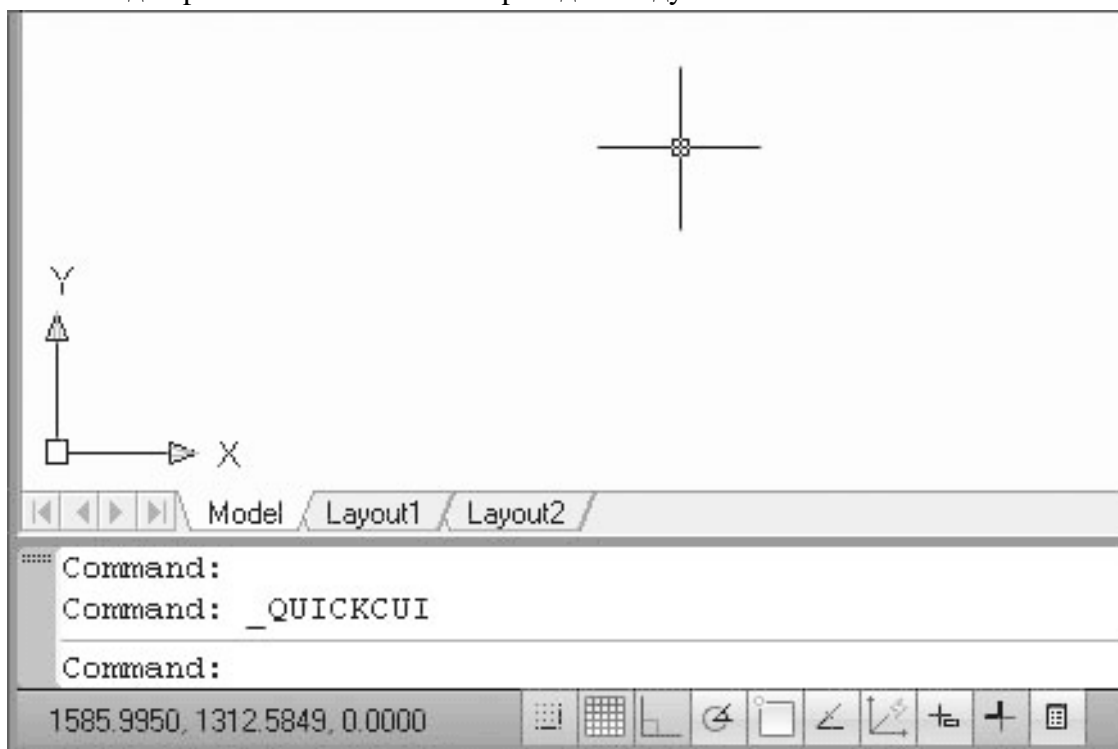 Y
X
Model Layout1 Layout2
Command:
Command: _QUICKCUI
Command:
1585.9950, 1312.5849, 0.0000